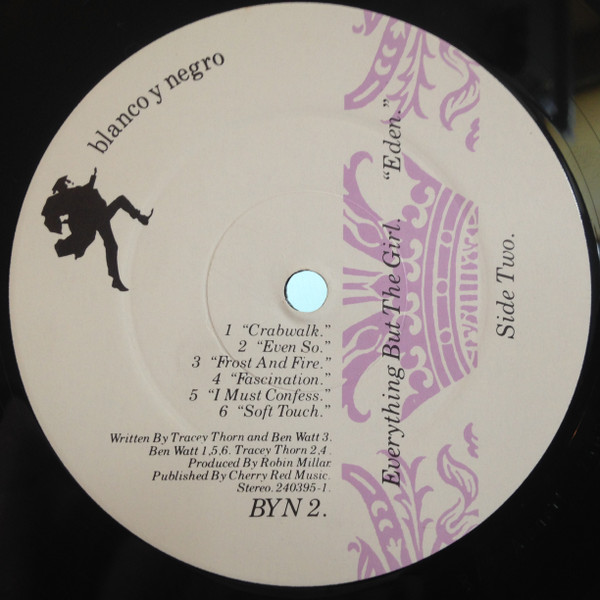 blanco y negro
Everything But The Girl. "Eden."
Side Two.
1 "Crabwalk."
2 "Even So."
3 "Frost And Fire."
4 "Fascination."
5 "I Must Confess."
6 "Soft Touch."
Written By Tracey Thorn and Ben Watt 3.
Ben Watt 1,5,6. Tracey Thorn 2,4.
Produced By Robin Millar.
Published By Cherry Red Music.
Stereo. 240395-1.
BYN 2.